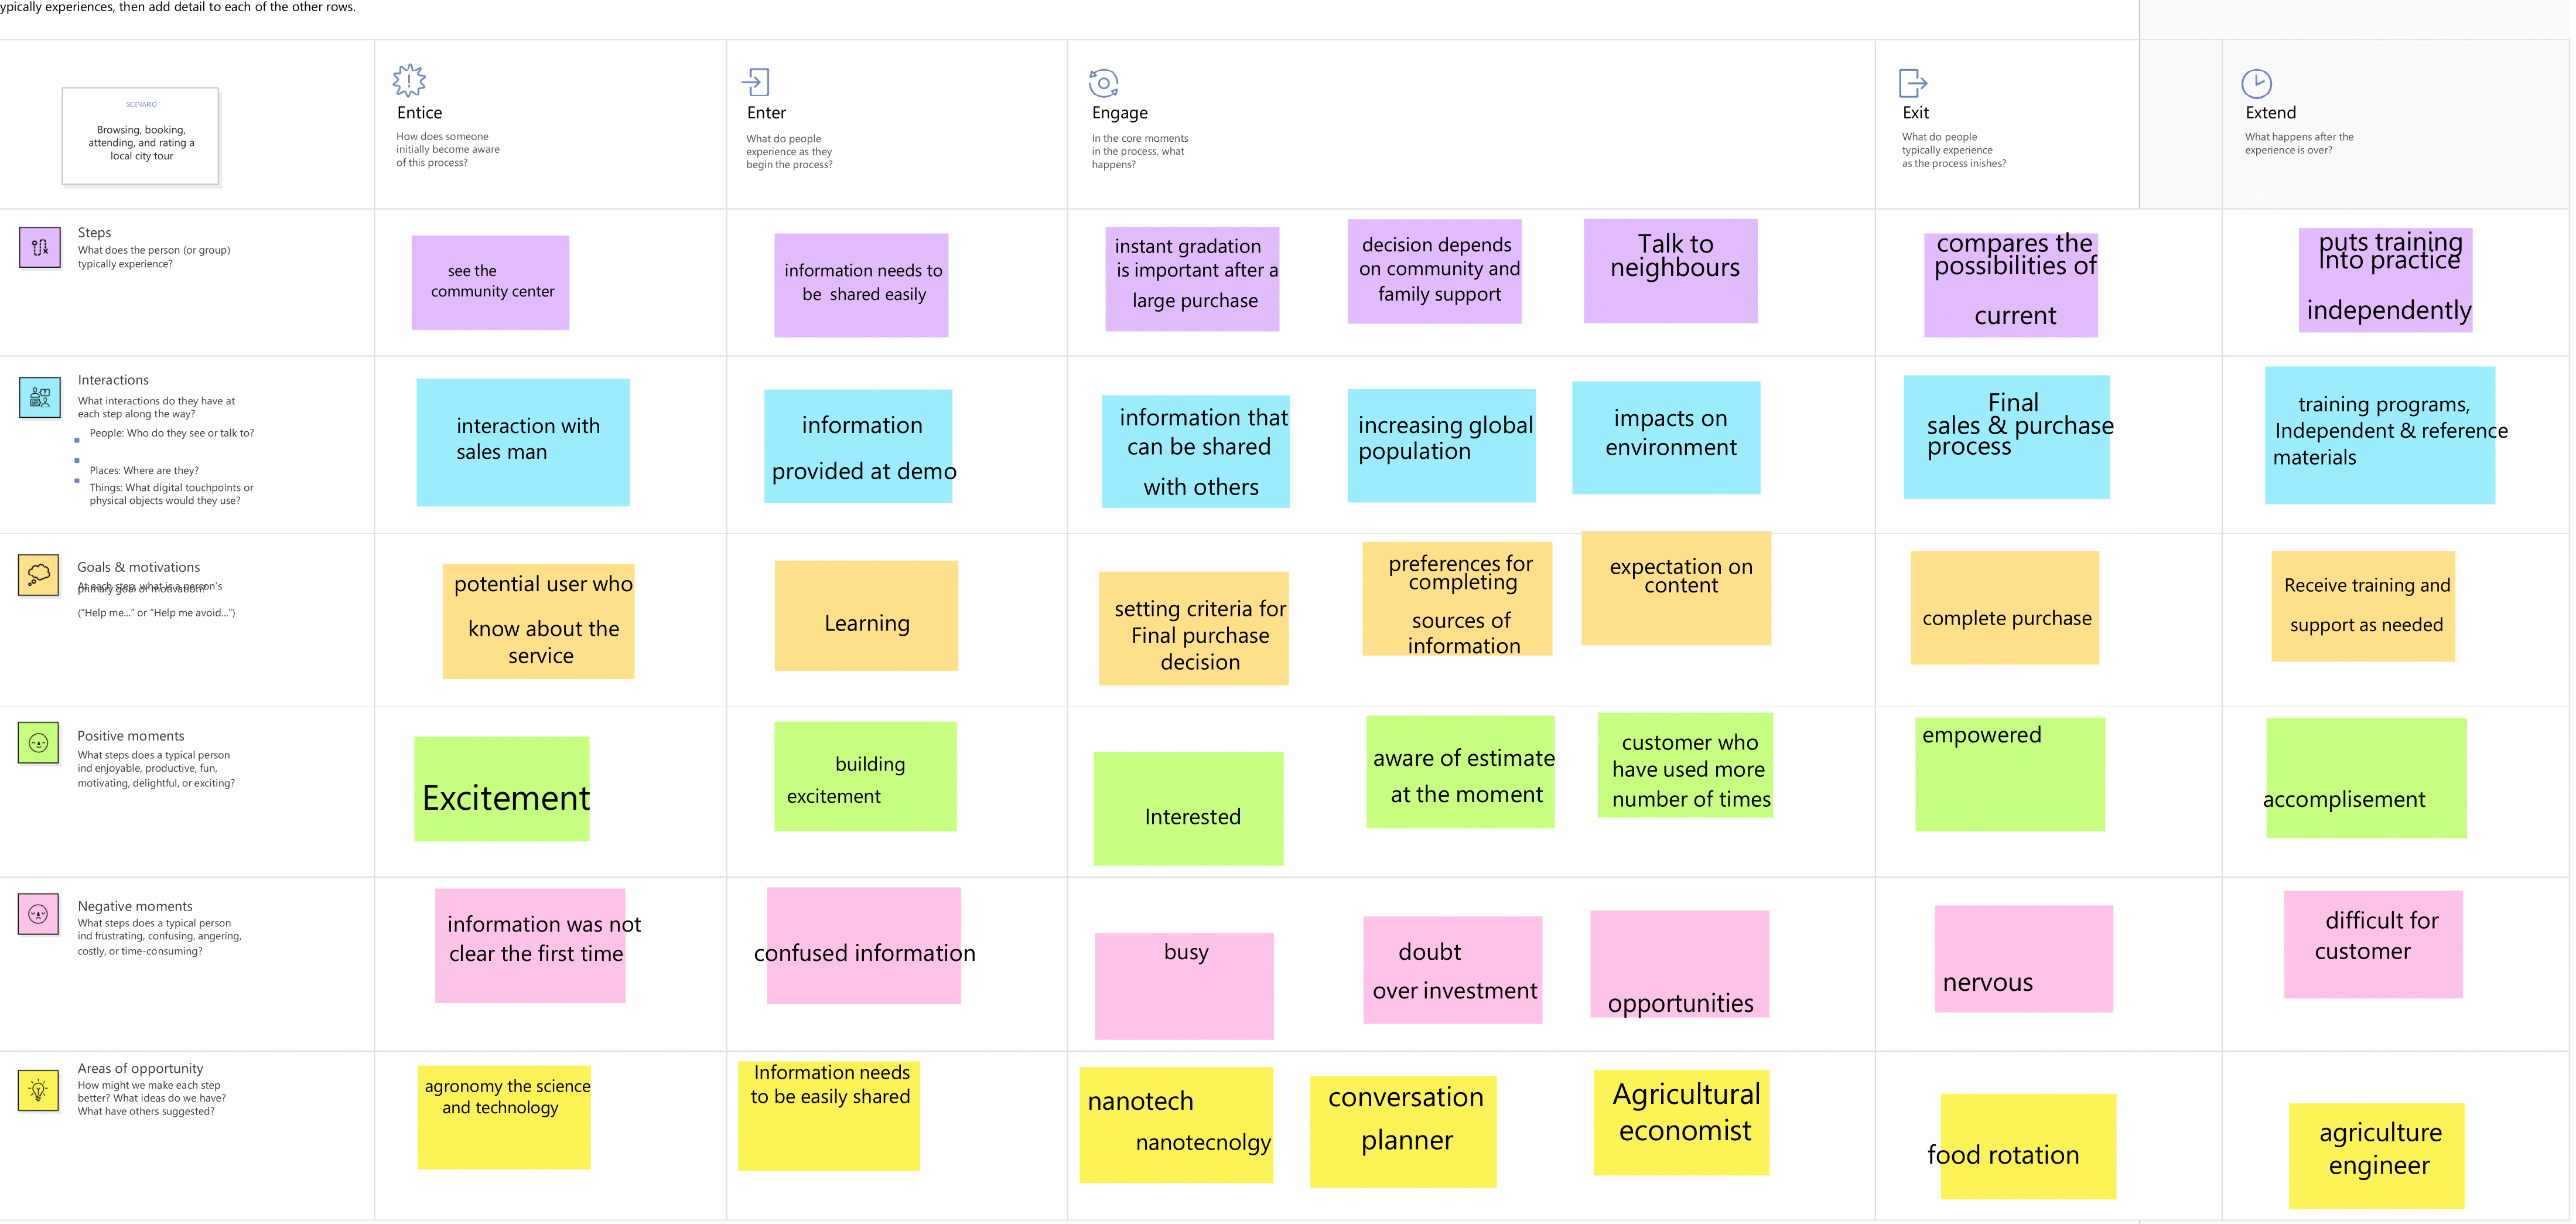 ypically experiences, then add detail to each of the other rows.
SCENARIO
Browsing, booking,
attending, and rating a
local city tour
Entice
How does someone
initially become aware
of this process?
Enter
What do people
experience as they
begin the process?
Engage
In the core moments
in the process, what
happens?
Exit
What do people
typically experience
as the process inishes?
Extend
What happens after the
experience is over?
Steps
What does the person (or group)
typically experience?
see the
community center
information needs to
be shared easily
instant gradation
is important after a
large purchase
decision depends
on community and
family support
Talk to
neighbours
compares the
possibilities of
current
puts training
Into practice
independently
Interactions
What interactions do they have at
each step along the way?
People: Who do they see or talk to?
Places: Where are they?
Things: What digital touchpoints or
physical objects would they use?
interaction with
sales man
information
provided at demo
information that
can be shared
with others
increasing global
population
impacts on
environment
Final
sales & purchase
process
training programs,
Independent & reference
materials
Goals & motivations
At each step, what is a person's
primary goal or motivation?
("Help me..." or "Help me avoid...")
potential user who
know about the
service
Learning
setting criteria for
Final purchase
decision
preferences for
completing
sources of
information
expectation on
content
complete purchase
Receive training and
support as needed
Positive moments
What steps does a typical person
ind enjoyable, productive, fun,
motivating, delightful, or exciting?
Excitement
building
excitement
Interested
aware of estimate
at the moment
customer who
have used more
number of times
empowered
accomplisement
Negative moments
What steps does a typical person
ind frustrating, confusing, angering,
costly, or time-consuming?
information was not
clear the first time
confused information
busy
doubt
over investment
opportunities
nervous
difficult for
customer
Areas of opportunity
How might we make each step
better? What ideas do we have?
What have others suggested?
agronomy the science
and technology
Information needs
to be easily shared
nanotech
nanotecnolgy
conversation
planner
Agricultural
economist
food rotation
agriculture
engineer